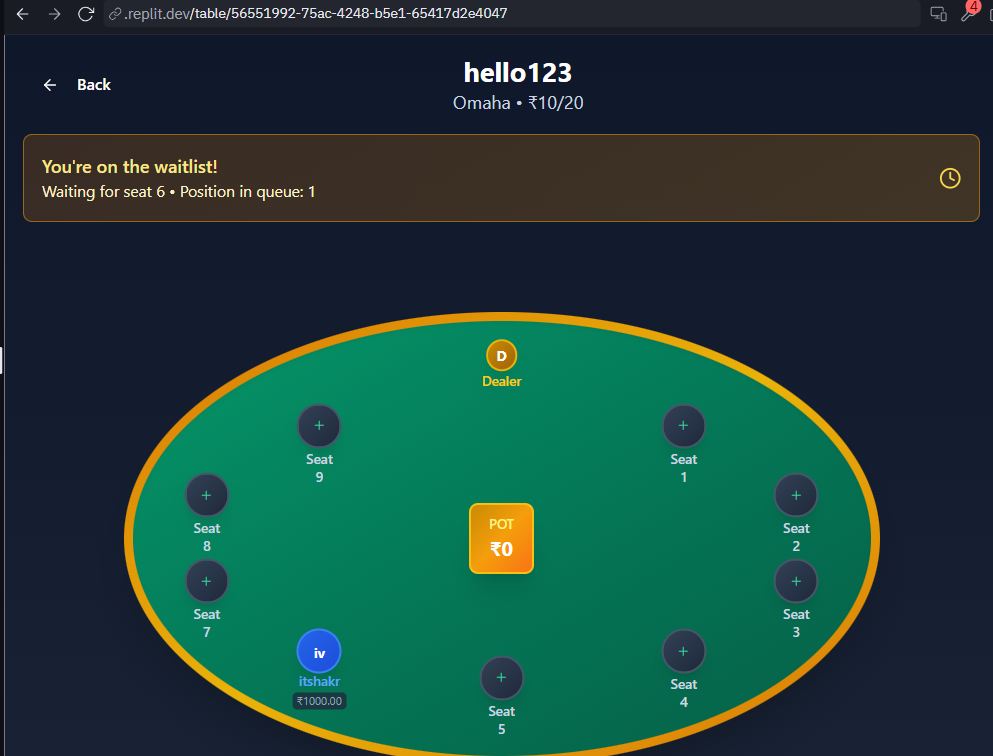 .replit.dev/table/56551992-75ac-4248-b5e1-65417d2e4047
4
Back
hello123
Omaha • ₹10/20
You're on the waitlist!
Waiting for seat 6 • Position in queue: 1
D
Dealer
+
Seat
9
+
Seat
1
+
Seat
8
+
Seat
2
POT
₹0
+
Seat
7
+
Seat
3
iv
itshakr
₹1000.00
+
Seat
5
+
Seat
4